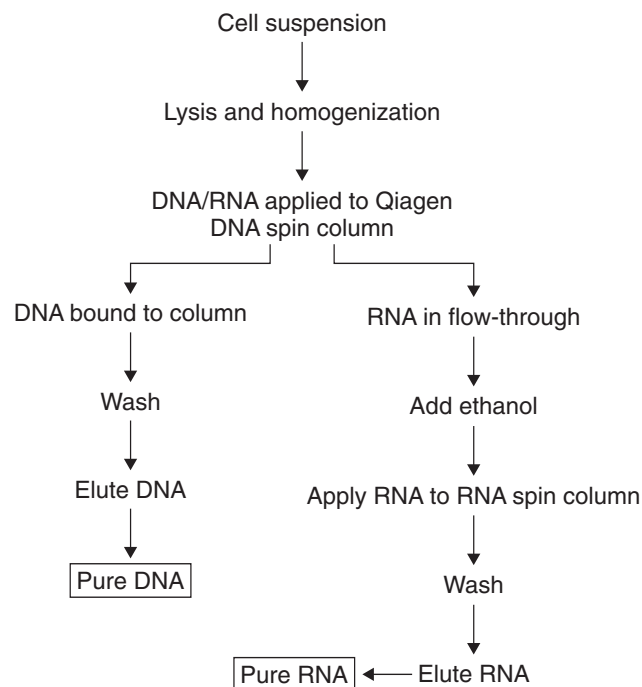 Cell suspension
Lysis and homogenization
DNA/RNA applied to Qiagen
DNA spin column
DNA bound to column
RNA in flow-through
Wash
Add ethanol
Elute DNA
Apply RNA to RNA spin column
Pure DNA
Wash
Pure RNA
Elute RNA